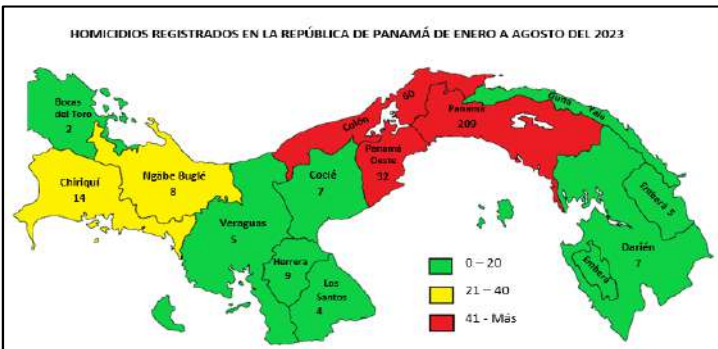 HOMICIDIOS REGISTRADOS EN LA REPÚBLICA DE PANAMÁ DE ENERO A AGOSTO DEL 2023
Bocas
del Toro
2
Chiriquí
14
Ngäbe Buglé
8
Veraguas
5
Coclé
7
Herrera
9
Los
Santos
4
Colón
60
Panamá
Oeste
32
Panamá
209
Guna Yala
Emberá 5
Emberá
Darién
7
0 – 20
21 – 40
41 - Más